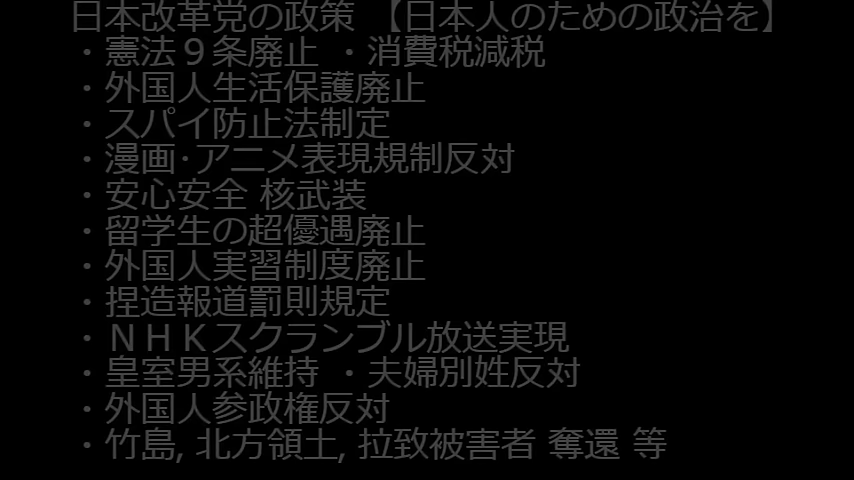 日本改革党の政策 【日本人のための政治を】
・憲法９条廃止 ・消費税減税
・外国人生活保護廃止
・スパイ防止法制定
・漫画･アニメ表現規制反対
・安心安全 核武装
・留学生の超優遇廃止
・外国人実習制度廃止
・捏造報道罰則規定
・ＮＨＫスクランブル放送実現
・皇室男系維持 ・夫婦別姓反対
・外国人参政権反対
・竹島, 北方領土, 拉致被害者 奪還 等